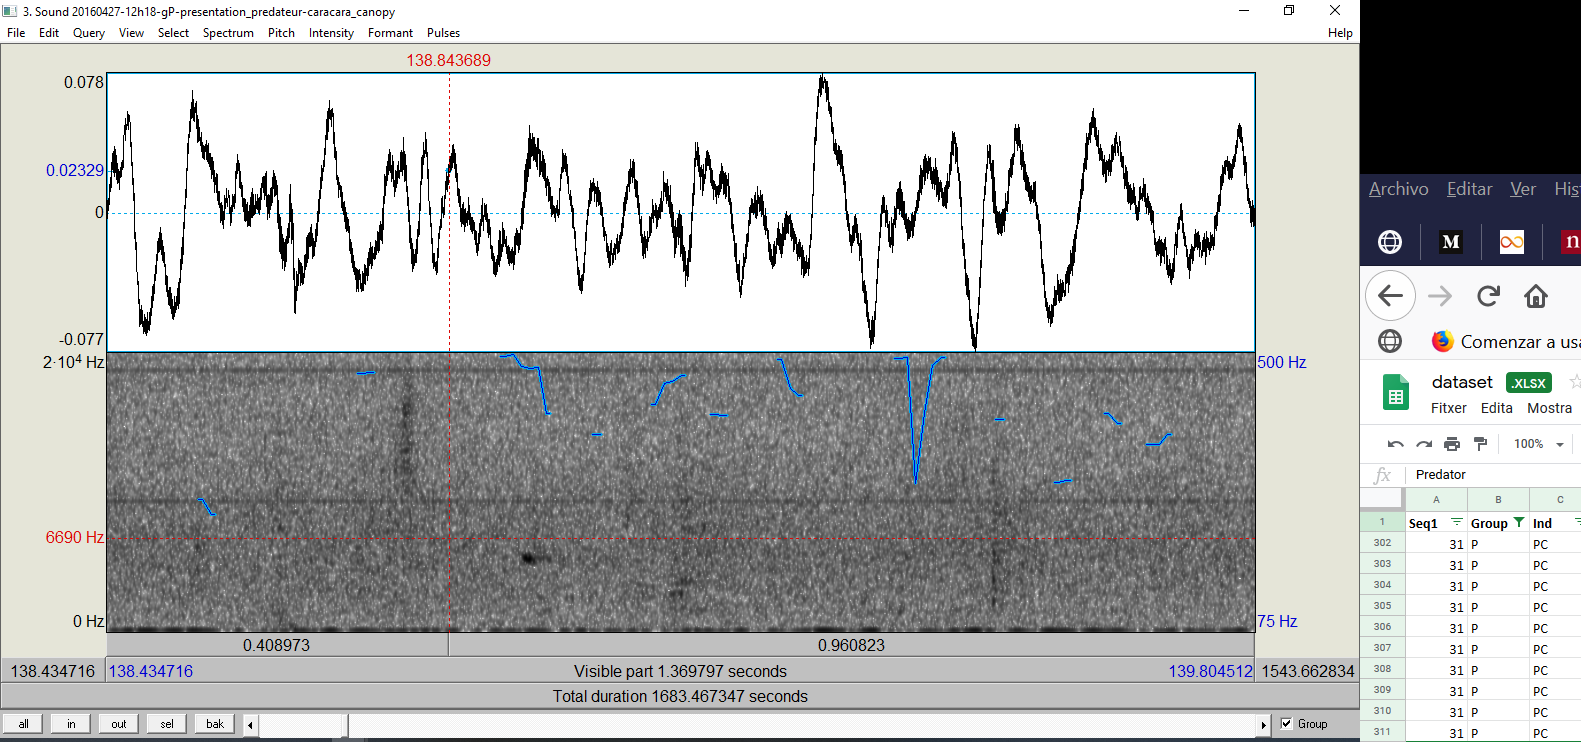 3. Sound 20160427-12h18-gP-presentation_predateur-caracara_canopy
File Edit Query View Select Spectrum Pitch Intensity Formant Pulses Help
138.843689
0.078
0.02329
0
-0.077
2·10⁴ Hz
500 Hz
6690 Hz
0 Hz
75 Hz
0.408973 0.960823
138.434716 138.434716 Visible part 1.369797 seconds 139.804512 1543.662834
Total duration 1683.467347 seconds
all in out sel bak Group
Archivo Editar Ver His
M n
Comenzar a usa
dataset .XLSX
Fitxer Edita Mostra
100%
fx Predator
A B C
1 Seq1 Group Ind
302 31 P PC
303 31 P PC
304 31 P PC
305 31 P PC
306 31 P PC
307 31 P PC
308 31 P PC
309 31 P PC
310 31 P PC
311 31 P PC